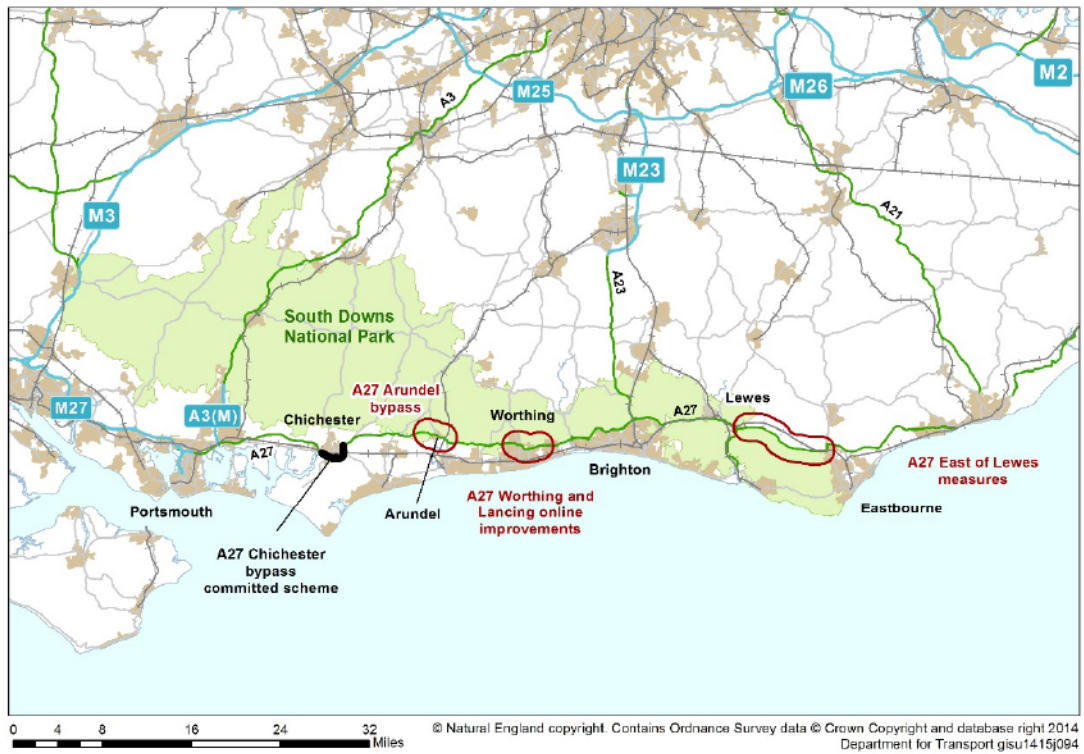 M25
M2
M26
A3
M23
M3
A21
A23
South Downs
National Park
A27 Arundel
bypass
Lewes
Chichester
Worthing
M27
A3(M)
A27
A27
Brighton
A27 East of Lewes
measures
Portsmouth
Arundel
A27 Worthing and
Lancing online
improvements
Eastbourne
A27 Chichester
bypass
committed scheme
0 4 8 16 24 32
Miles
© Natural England copyright. Contains Ordnance Survey data © Crown Copyright and database right 2014
Department for Transport gisu1415j094